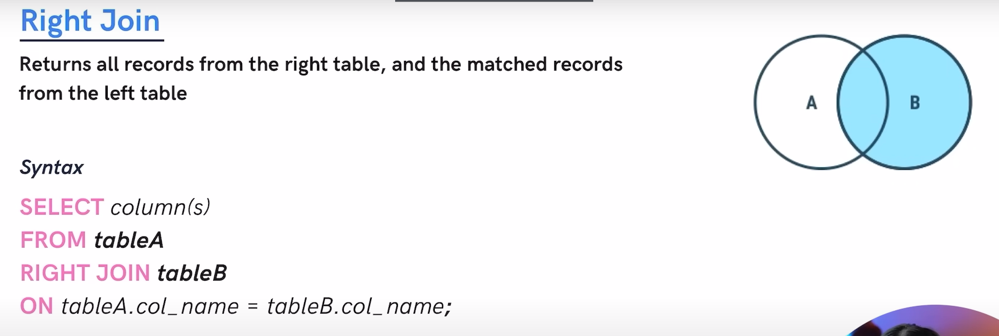 Right Join
Returns all records from the right table, and the matched records
from the left table
Syntax
SELECT column(s)
FROM tableA
RIGHT JOIN tableB
ON tableA.col_name = tableB.col_name;
A
B